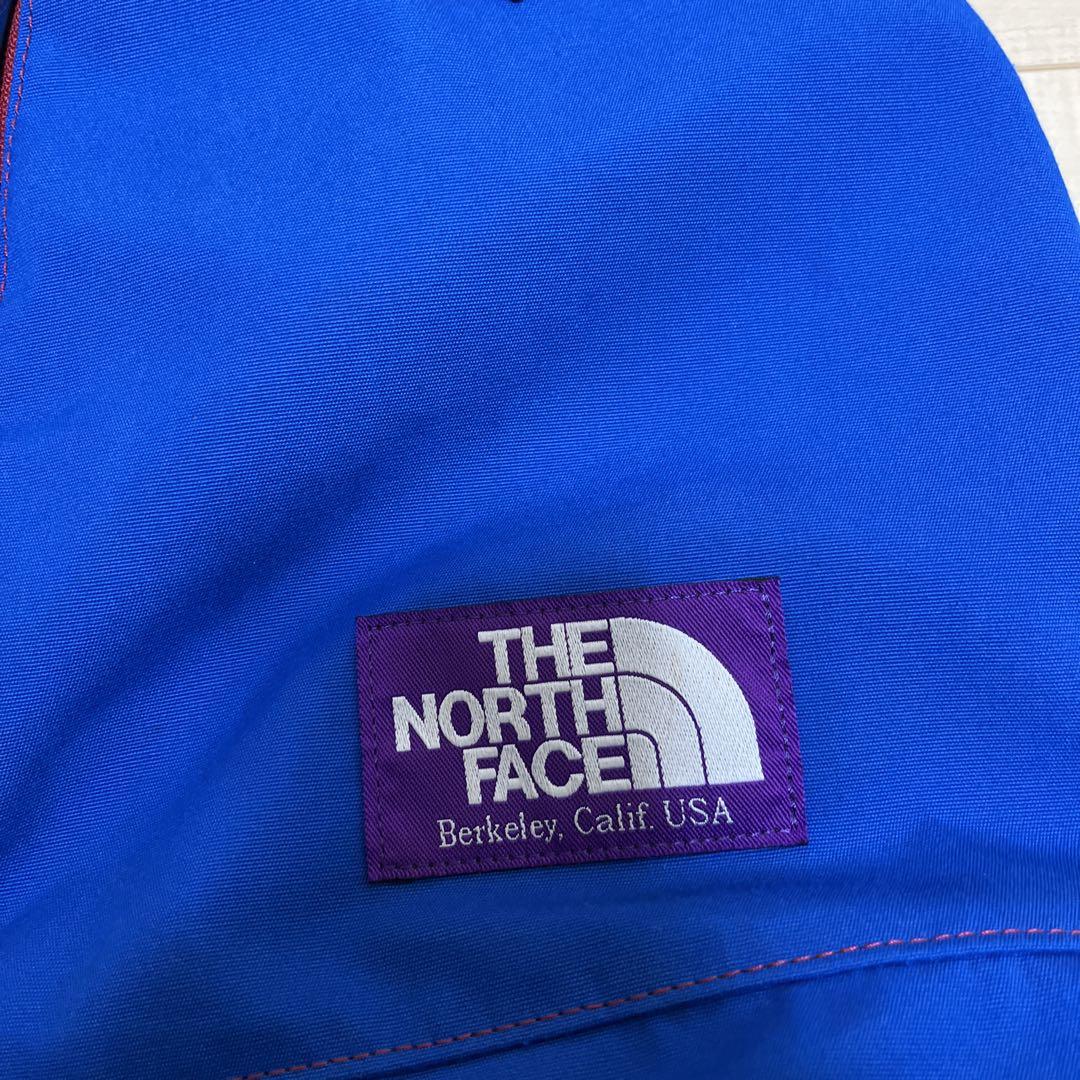 THE
NORTH
FACE
Berkeley, Calif. USA